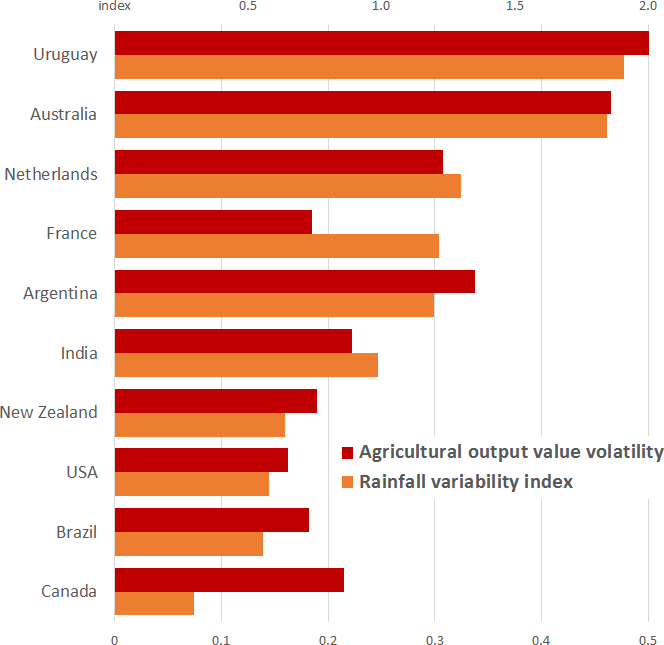 index 0.5 1.0 1.5 2.0
Uruguay
Australia
Netherlands
France
Argentina
India
New Zealand
Agricultural output value volatility
USA
Rainfall variability index
Brazil
Canada
0 0.1 0.2 0.3 0.4 0.5